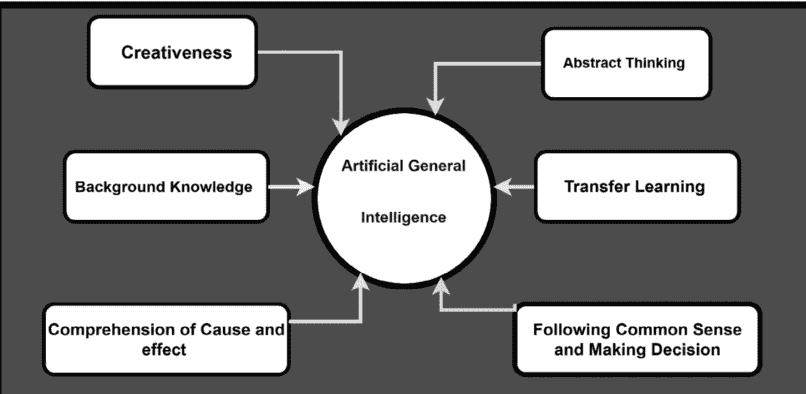 Creativeness
Abstract Thinking
Artificial General
Intelligence
Background Knowledge
Transfer Learning
Comprehension of Cause and
effect
Following Common Sense
and Making Decision